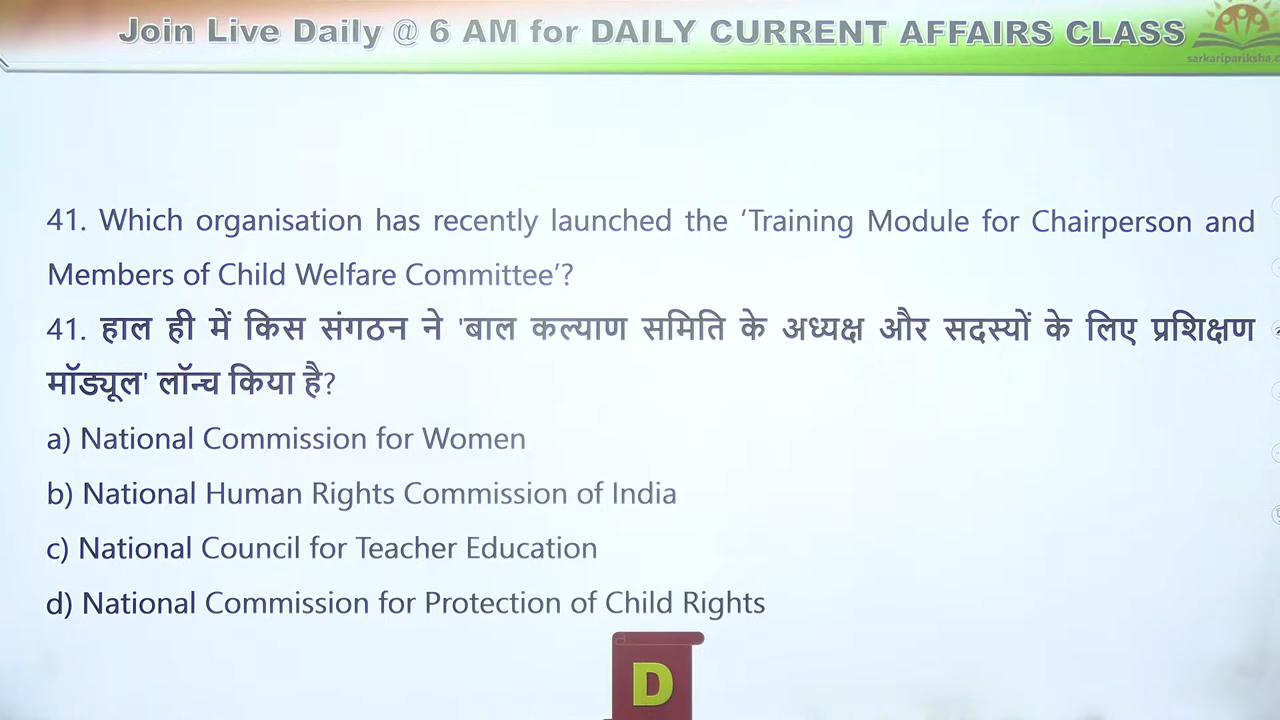 Join Live Daily @ 6 AM for DAILY CURRENT AFFAIRS CLASS
41. Which organisation has recently launched the ‘Training Module for Chairperson and
Members of Child Welfare Committee’?
41. हाल ही में किस संगठन ने 'बाल कल्याण समिति के अध्यक्ष और सदस्यों के लिए प्रशिक्षण
मॉड्यूल' लॉन्च किया है?
a) National Commission for Women
b) National Human Rights Commission of India
c) National Council for Teacher Education
d) National Commission for Protection of Child Rights
D